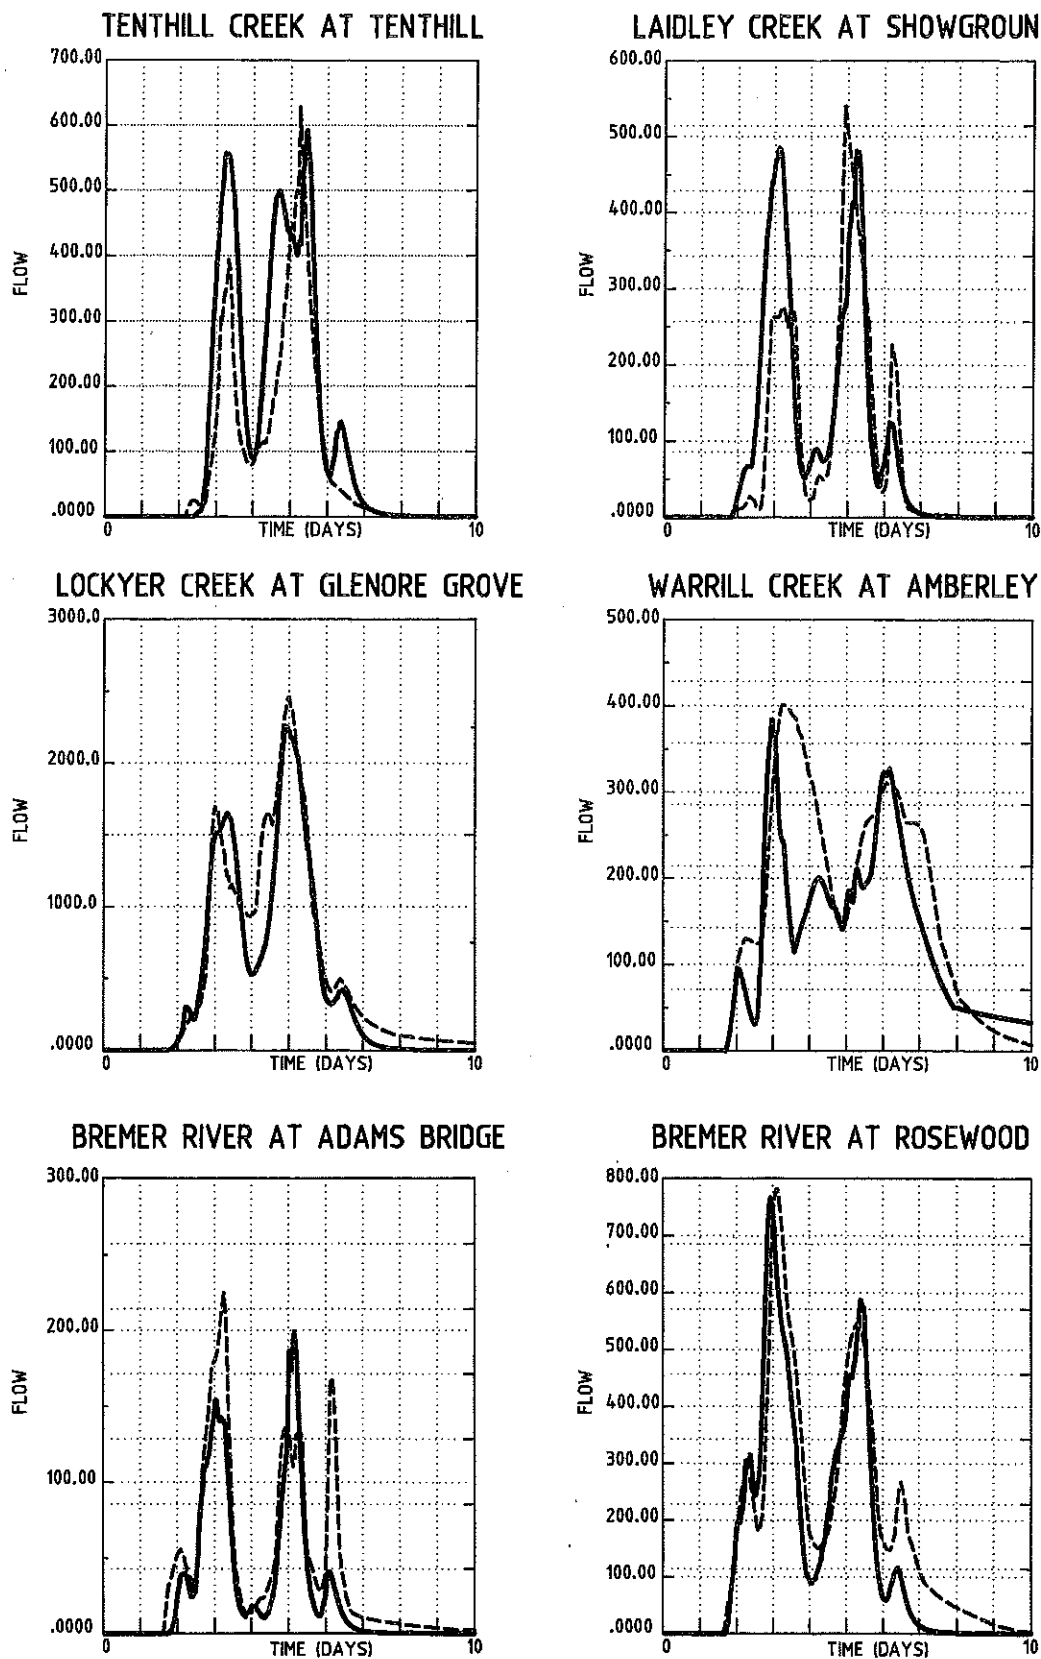 TENTHILL CREEK AT TENTHILL
700.00
600.00
500.00
400.00
300.00
200.00
100.00
.0000
FLOW
0
TIME (DAYS)
10
LAIDLEY CREEK AT SHOWGROUN
600.00
500.00
400.00
300.00
200.00
100.00
.0000
FLOW
0
TIME (DAYS)
10
LOCKYER CREEK AT GLENORE GROVE
3000.0
2000.0
1000.0
.0000
FLOW
0
TIME (DAYS)
10
WARRILL CREEK AT AMBERLEY
500.00
400.00
300.00
200.00
100.00
.0000
FLOW
0
TIME (DAYS)
10
BREMER RIVER AT ADAMS BRIDGE
300.00
200.00
100.00
.0000
FLOW
0
TIME (DAYS)
10
BREMER RIVER AT ROSEWOOD
800.00
700.00
600.00
500.00
400.00
300.00
200.00
100.00
.0000
FLOW
0
TIME (DAYS)
10